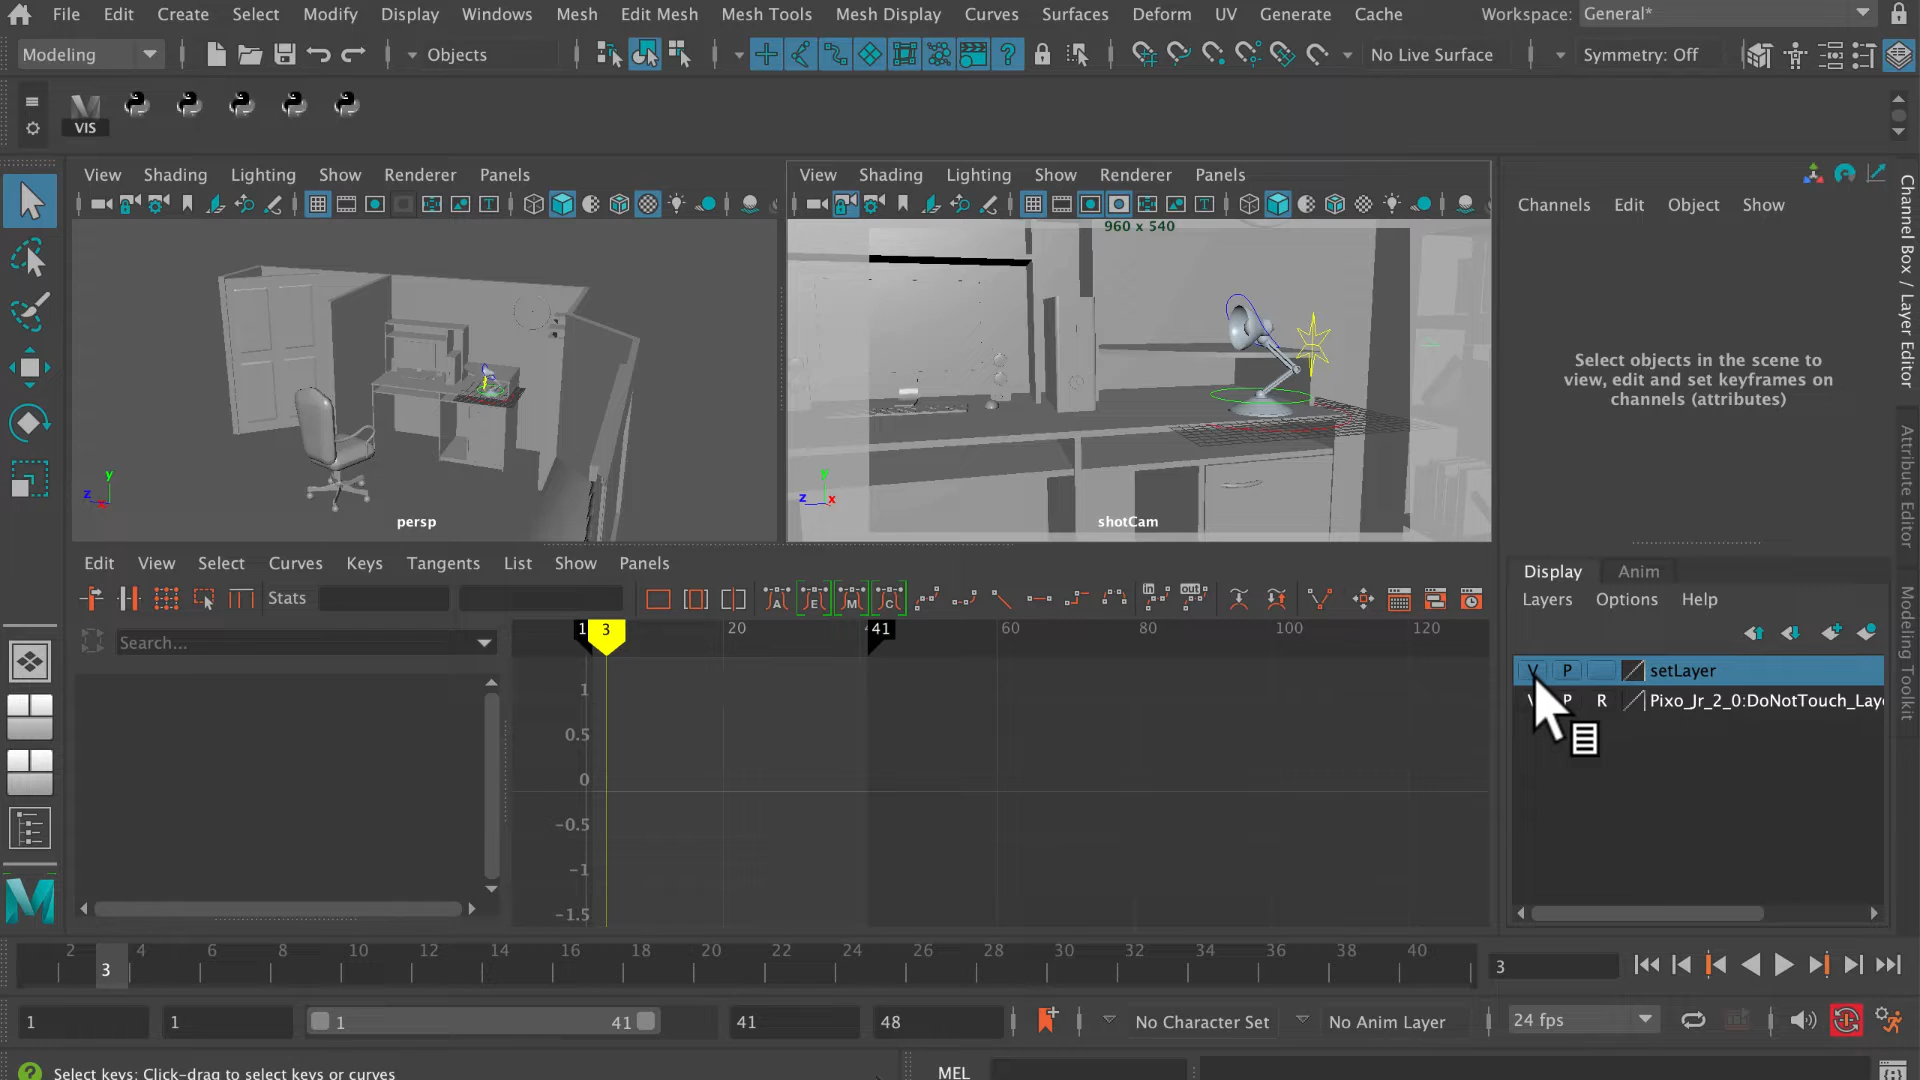 File Edit Create Select Modify Display Windows Mesh Edit Mesh Mesh Tools Mesh Display Curves Surfaces Deform UV Generate Cache Workspace: General*
Modeling Objects No Live Surface Symmetry: Off
VIS
View Shading Lighting Show Renderer Panels
View Shading Lighting Show Renderer Panels
960 x 540
y
z
x
persp
y
z
x
shotCam
Channels Edit Object Show
Select objects in the scene to
view, edit and set keyframes on
channels (attributes)
Channel Box / Layer Editor
Attribute Editor
Modeling Toolkit
Edit View Select Curves Keys Tangents List Show Panels
Stats
Search...
1 3 20 41 60 80 100 120
1
0.5
0
-0.5
-1
-1.5
Display Anim
Layers Options Help
V P setLayer
P R Pixo_Jr_2_0:DoNotTouch_Lay
2 3 4 6 8 10 12 14 16 18 20 22 24 26 28 30 32 34 36 38 40 3
1 1 1 41 41 48 No Character Set No Anim Layer 24 fps
Select keys: Click-drag to select keys or curves MEL